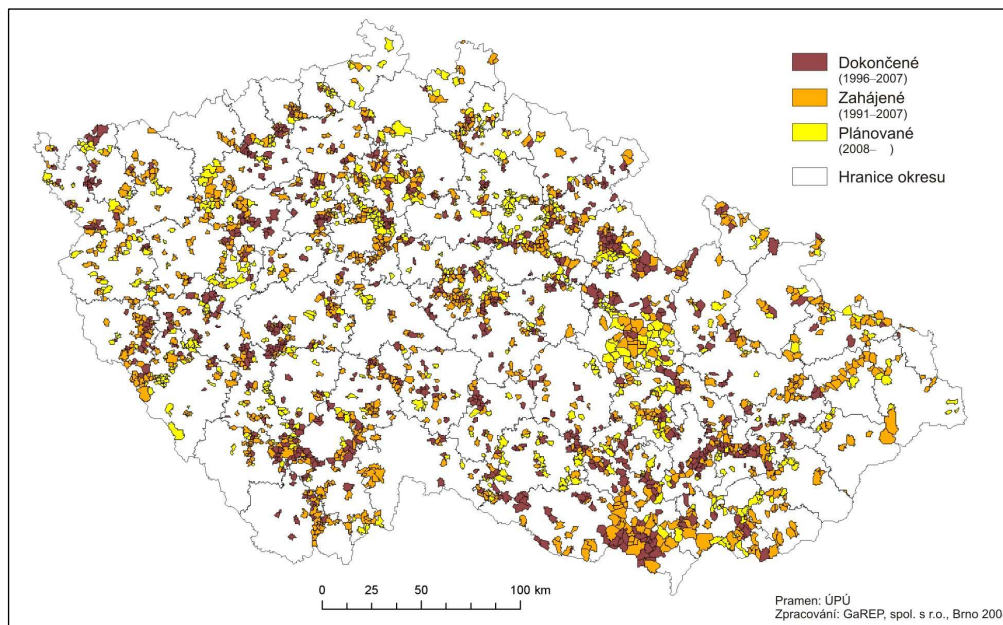 Dokončené
(1996–2007)
Zahájené
(1991–2007)
Plánované
(2008– )
Hranice okresu
0 25 50 100 km
Pramen: ÚPÚ
Zpracování: GaREP, spol. s r.o., Brno 200